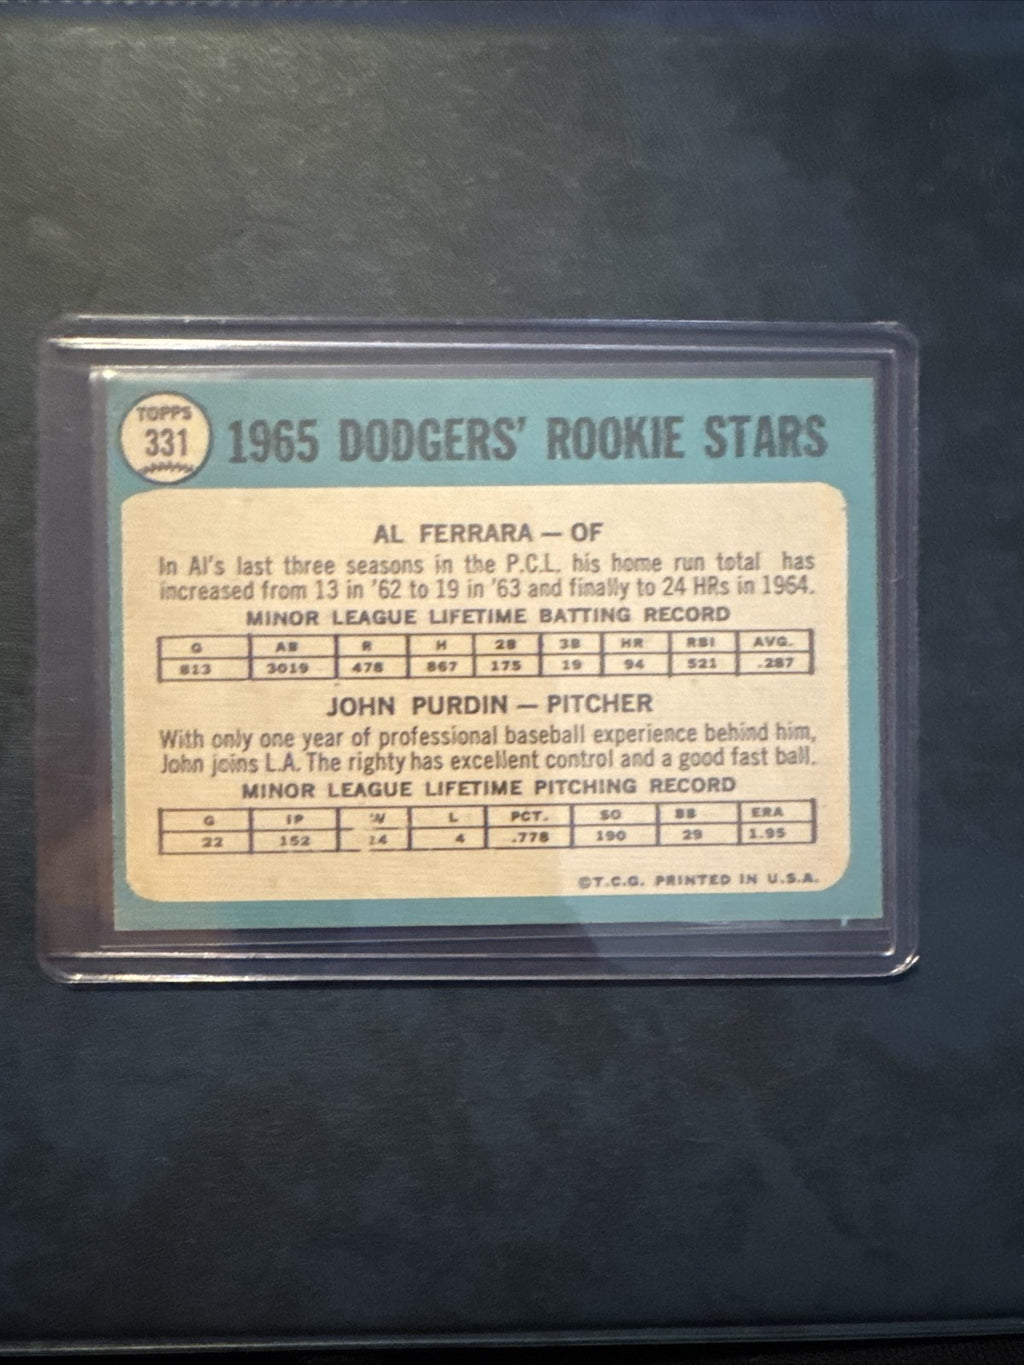 TOPPS
331
1965 DODGERS' ROOKIE STARS
AL FERRARA — OF
In Al's last three seasons in the P.C.L. his home run total has
increased from 13 in '62 to 19 in '63 and finally to 24 HRs in 1964.
MINOR LEAGUE LIFETIME BATTING RECORD
G AB R H 2B 3B HR RBI AVG.
813 3019 478 867 175 19 94 521 .287
JOHN PURDIN — PITCHER
With only one year of professional baseball experience behind him,
John joins L.A. The righty has excellent control and a good fast ball.
MINOR LEAGUE LIFETIME PITCHING RECORD
G IP W L PCT. SO BB ERA
22 152 14 4 .778 190 29 1.95
©T.C.G. PRINTED IN U.S.A.